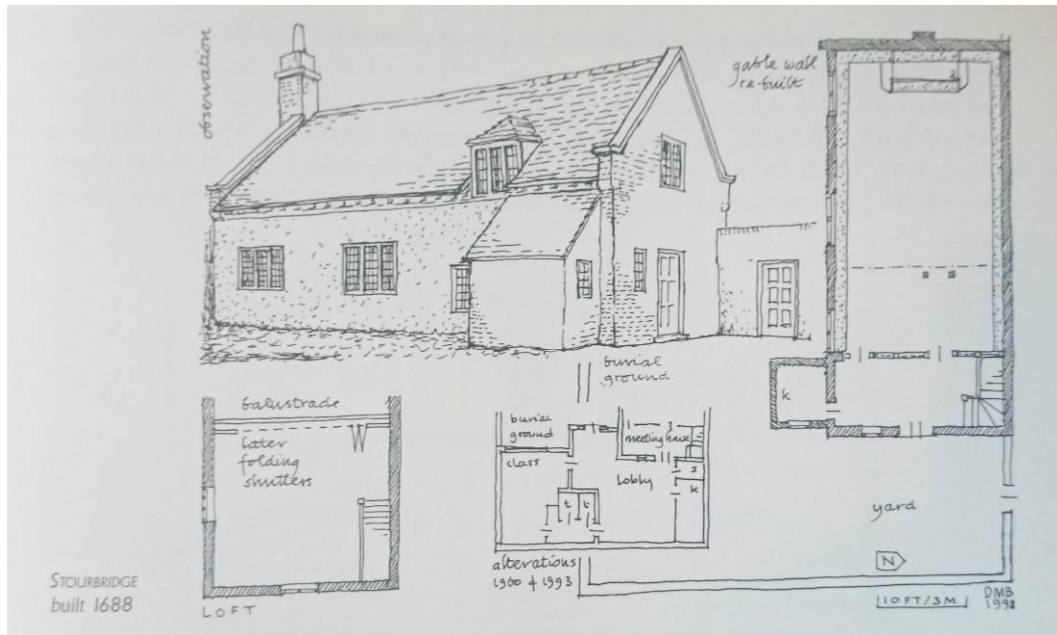 observation
gable wall
re-built
burial
ground
k
balustrade
later
folding
shutters
LOFT
burial
ground
meeting house
class
lobby
s
k
t
t
alterations
1960 & 1993
yard
N
10FT/3M
DMB
STOURBRIDGE
built 1688